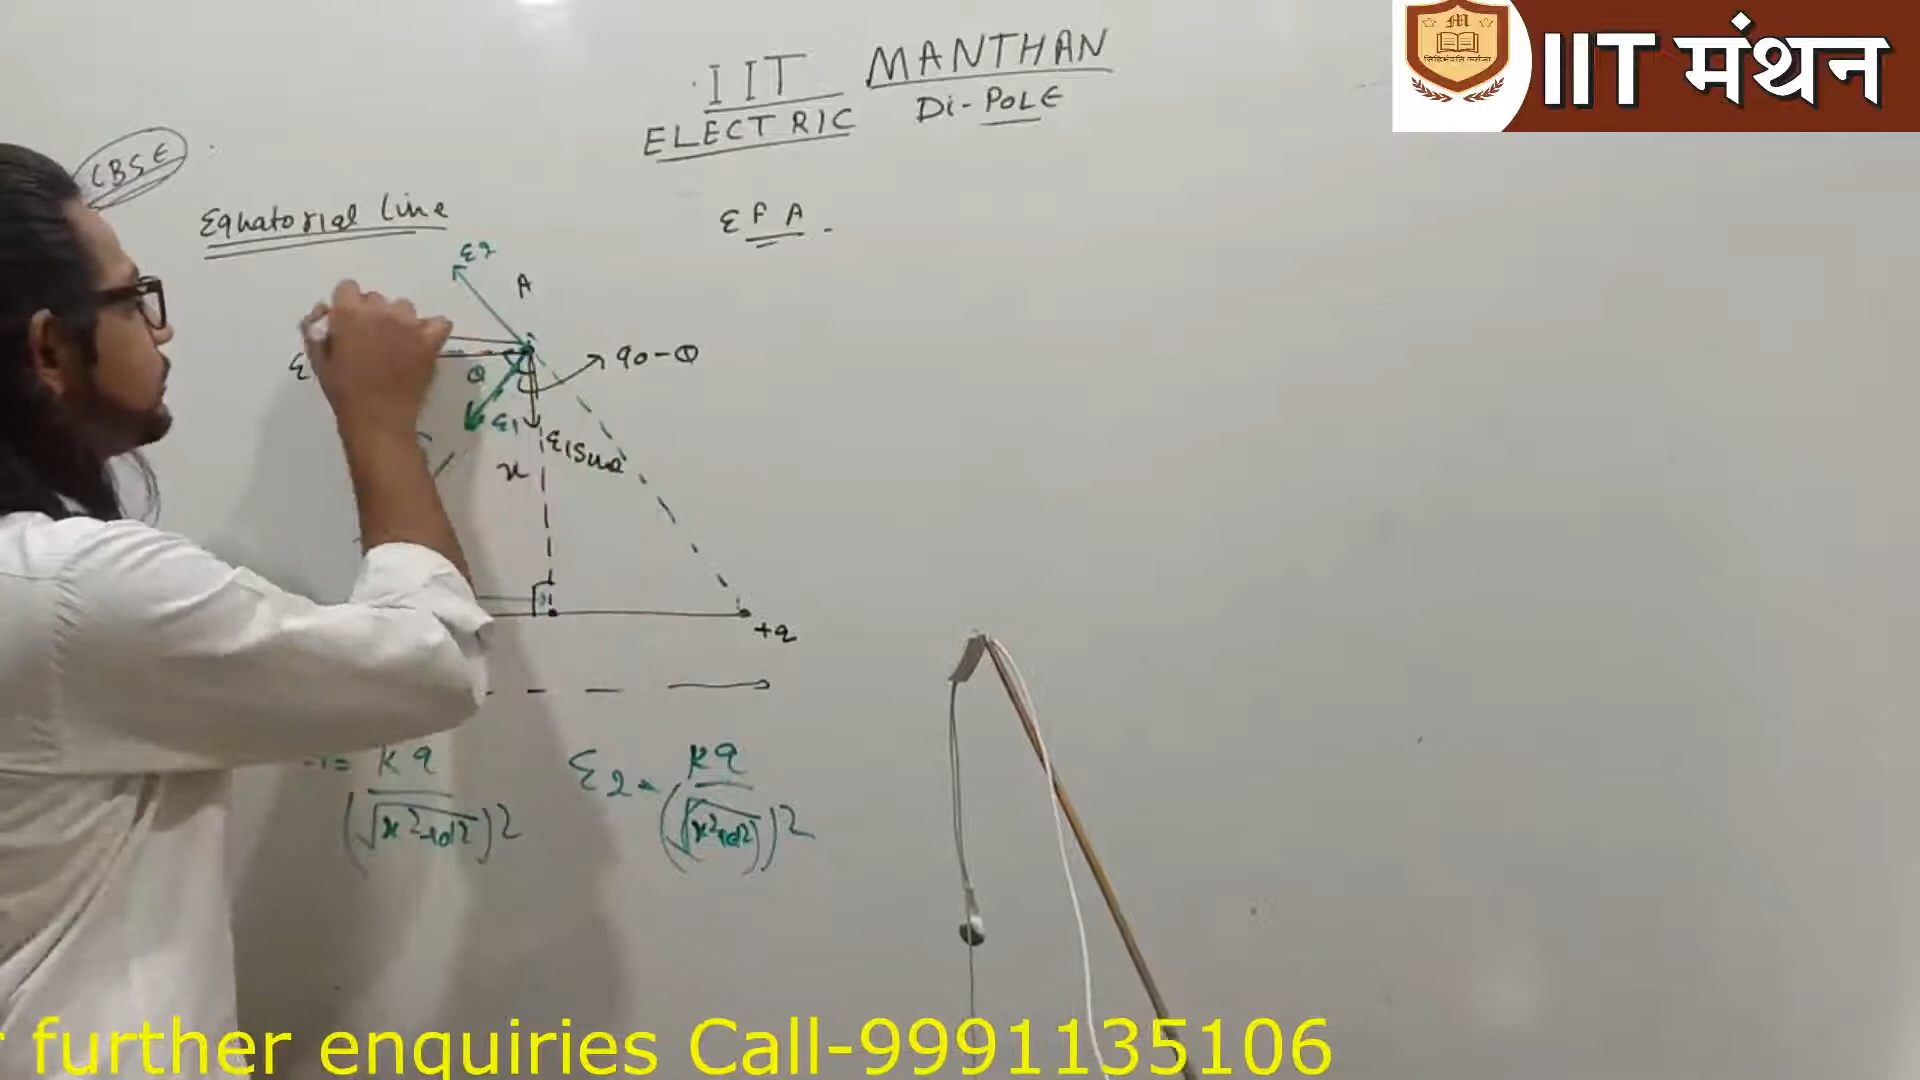 IIT MANTHAN
ELECTRIC Di-POLE
IIT मंथन
CBSE
Equatorial Line
EFA.
E2
A
90-θ
θ
E1
E1Sinθ
x
+q
Kq
(√x²+d²)2
E2 = Kq
(√x²+d²)2
further enquiries Call-9991135106